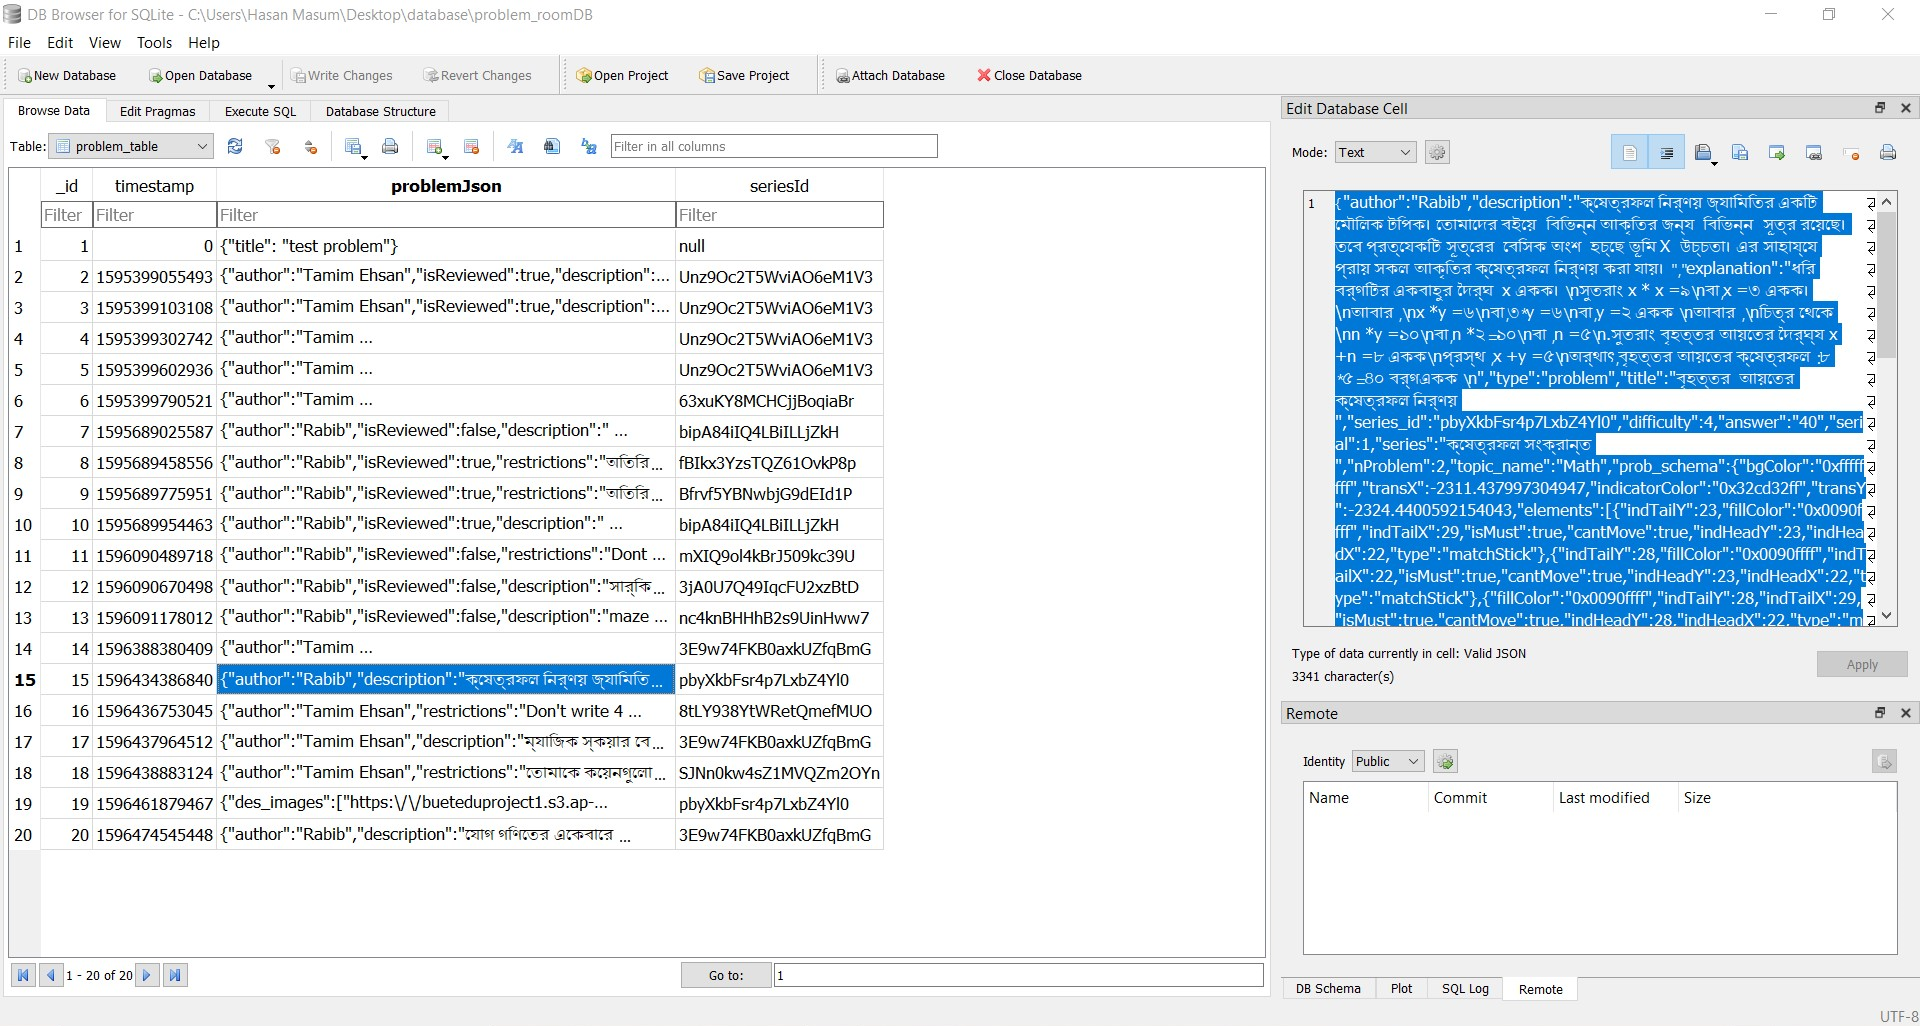 DB Browser for SQLite - C:\Users\Hasan Masum\Desktop\database\problem_roomDB
File Edit View Tools Help
New Database Open Database Write Changes Revert Changes Open Project Save Project Attach Database Close Database
Browse Data Edit Pragmas Execute SQL Database Structure
Table: problem_table Filter in all columns
_id timestamp problemJson seriesId
Filter Filter Filter Filter
1 1 0 {"title": "test problem"} null
2 2 1595399055493 {"author":"Tamim Ehsan","isReviewed":true,"description":... Unz9Oc2T5WviAO6eM1V3
3 3 1595399103108 {"author":"Tamim Ehsan","isReviewed":true,"description":... Unz9Oc2T5WviAO6eM1V3
4 4 1595399302742 {"author":"Tamim ... Unz9Oc2T5WviAO6eM1V3
5 5 1595399602936 {"author":"Tamim ... Unz9Oc2T5WviAO6eM1V3
6 6 1595399790521 {"author":"Tamim ... 63xuKY8MCHCjjBoqiaBr
7 7 1595689025587 {"author":"Rabib","isReviewed":false,"description":" ... bipA84iIQ4LBiILLjZkH
8 8 1595689458556 {"author":"Rabib","isReviewed":true,"restrictions":"অতিরি... fBIkx3YzsTQZ61OvkP8p
9 9 1595689775951 {"author":"Rabib","isReviewed":true,"restrictions":"অতিরি... Bfrvf5YBNwbjG9dEId1P
10 10 1595689954463 {"author":"Rabib","isReviewed":true,"description":" ... bipA84iIQ4LBiILLjZkH
11 11 1596090489718 {"author":"Rabib","isReviewed":false,"restrictions":"Dont ... mXIQ9ol4kBrJ509kc39U
12 12 1596090670498 {"author":"Rabib","isReviewed":false,"description":"সার্কি... 3jA0U7Q49IqcFU2xzBtD
13 13 1596091178012 {"author":"Rabib","isReviewed":false,"description":"maze ... nc4knBHHhB2s9UinHww7
14 14 1596388380409 {"author":"Tamim ... 3E9w74FKB0axkUZfqBmG
15 15 1596434386840 {"author":"Rabib","description":"ক্ষেত্রফল নির্ণয় জ্যামিতি... pbyXkbFsr4p7LxbZ4Yl0
16 16 1596436753045 {"author":"Tamim Ehsan","restrictions":"Don't write 4 ... 8tLY938YtWRetQmefMUO
17 17 1596437964512 {"author":"Tamim Ehsan","description":"ম্যাজিক স্কয়ার বে... 3E9w74FKB0axkUZfqBmG
18 18 1596438883124 {"author":"Tamim Ehsan","restrictions":"তোমাকে কয়েনগুলো... SJNn0kw4sZ1MVQZm2OYn
19 19 1596461879467 {"des_images":["https:\/\/bueteduproject1.s3.ap-... pbyXkbFsr4p7LxbZ4Yl0
20 20 1596474545448 {"author":"Rabib","description":"যোগ গণিতের একেবারে ... 3E9w74FKB0axkUZfqBmG
1 - 20 of 20 Go to: 1
Edit Database Cell
Mode: Text
1 {"author":"Rabib","description":"ক্ষেত্রফল নির্ণয় জ্যামিতির একটি
মৌলিক টপিক। তোমাদের বইয়ে বিভিন্ন আকৃতির জন্য বিভিন্ন সূত্র রয়েছে।
তবে প্রত্যেকটি সূত্রের বেসিক অংশ হচ্ছে ভূমি X উচ্চতা। এর সাহায্যে
প্রায় সকল আকৃতির ক্ষেত্রফল নির্ণয় করা যায়। ","explanation":"ধরি
বর্গটির একবাহুর দৈর্ঘ x একক। \nসুতরাং x * x =৯\nবা,x =৩ একক।
\nআবার ,\nx *y =৬\nবা,৩*y =৬\nবা,y =২ একক \nআবার ,\nচিত্র থেকে
\nn *y =১০\nবা,n *২=১০\nবা ,n =৫\n.সুতরাং বৃহত্তর আয়তের দৈর্ঘ্য x
+n =৮ একক\nপ্রস্থ ,x +y =৫\nঅর্থাৎ,বৃহত্তর আয়তের ক্ষেত্রফল ;৮
*৫=৪০ বর্গএকক \n","type":"problem","title":"বৃহত্তর আয়তের
ক্ষেত্রফল নির্ণয়
","series_id":"pbyXkbFsr4p7LxbZ4Yl0","difficulty":4,"answer":"40","seri
al":1,"series":"ক্ষেত্রফল সংক্রান্ত
","nProblem":2,"topic_name":"Math","prob_schema":{"bgColor":"0xfffff
fff","transX":-2311.437997304947,"indicatorColor":"0x32cd32ff","transY
":-2324.4400592154043,"elements":[{"indTailY":23,"fillColor":"0x0090f
fff","indTailX":29,"isMust":true,"cantMove":true,"indHeadY":23,"indHea
dX":22,"type":"matchStick"},{"indTailY":28,"fillColor":"0x0090ffff","indT
ailX":22,"isMust":true,"cantMove":true,"indHeadY":23,"indHeadX":22,"t
ype":"matchStick"},{"fillColor":"0x0090ffff","indTailY":28,"indTailX":29,
"isMust":true,"cantMove":true,"indHeadY":28,"indHeadX":22,"type":"m
Type of data currently in cell: Valid JSON
3341 character(s)
Apply
Remote
Identity Public
Name Commit Last modified Size
DB Schema Plot SQL Log Remote
UTF-8